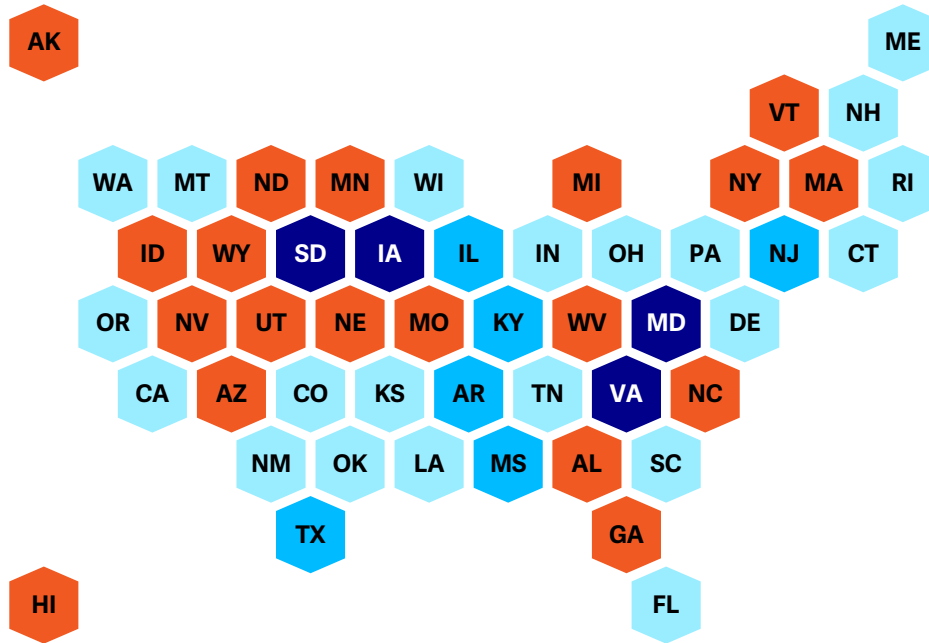 AK
ME
VT NH
WA MT ND MN WI MI NY MA RI
ID WY SD IA IL IN OH PA NJ CT
OR NV UT NE MO KY WV MD DE
CA AZ CO KS AR TN VA NC
NM OK LA MS AL SC
TX GA
HI FL